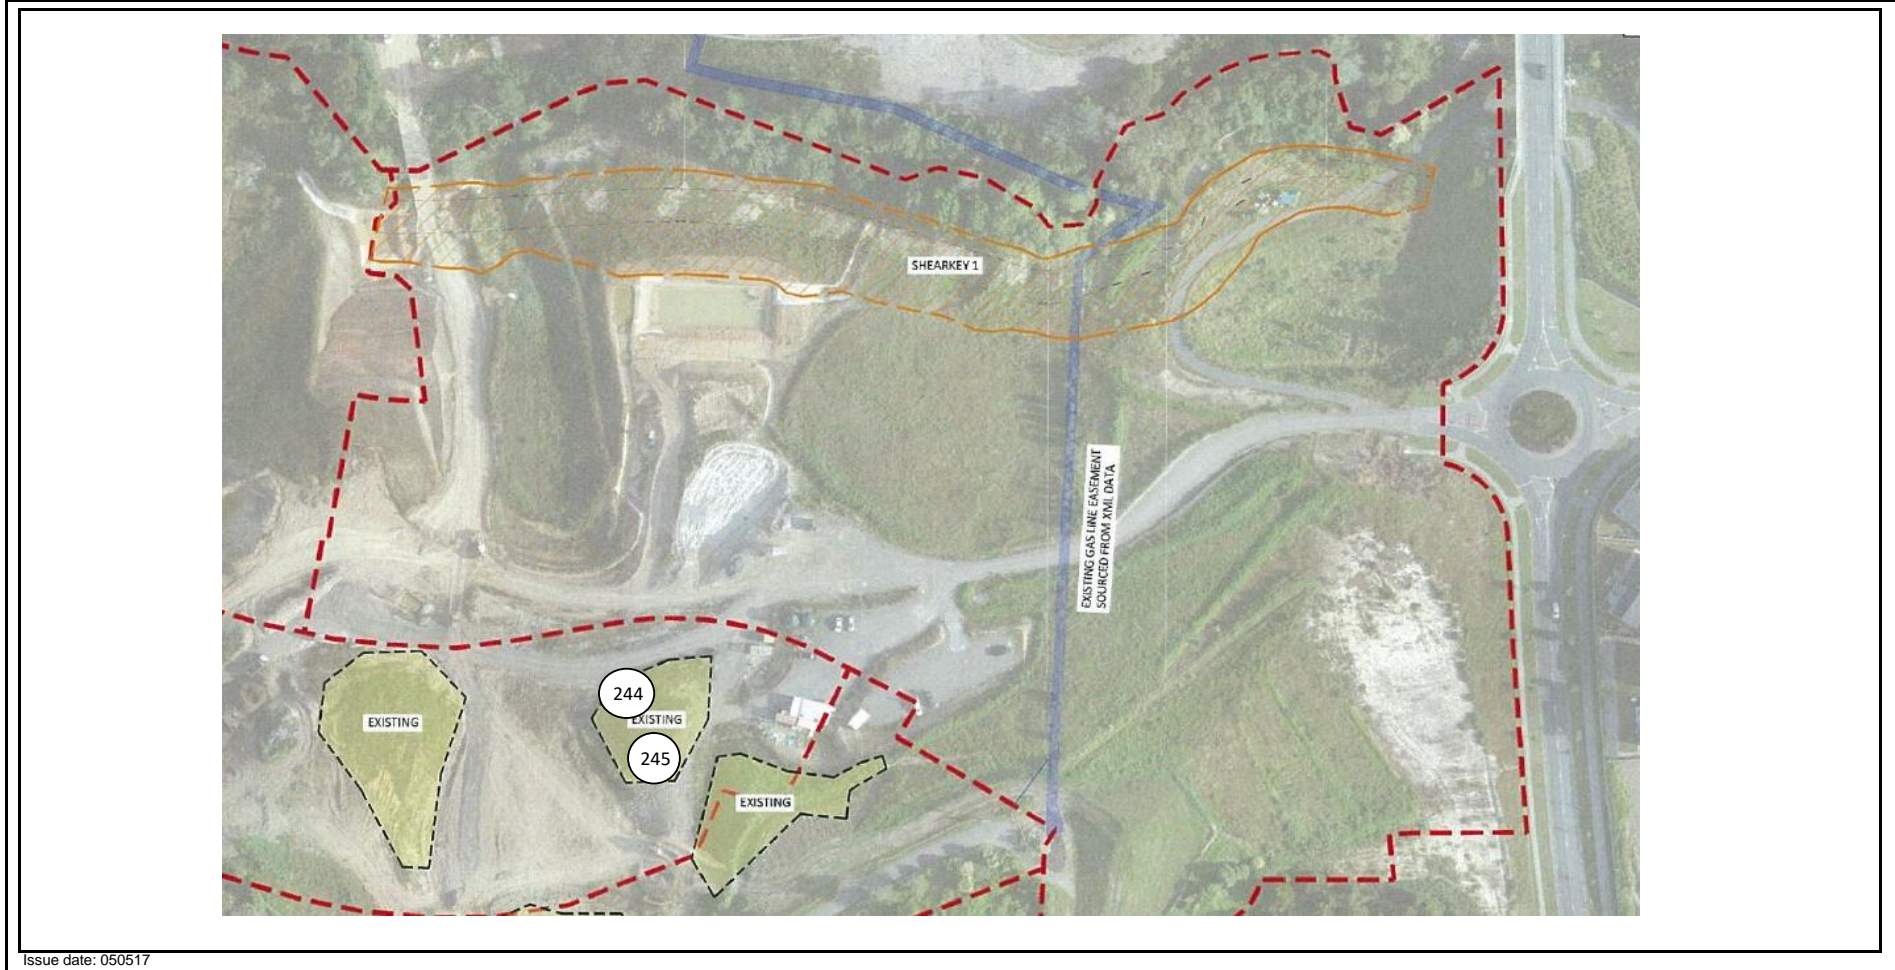 SHEARKEY 1
EXISTING GAS LINE EASEMENT
SOURCED FROM XML DATA
244
EXISTING
EXISTING
245
EXISTING
Issue date: 050517